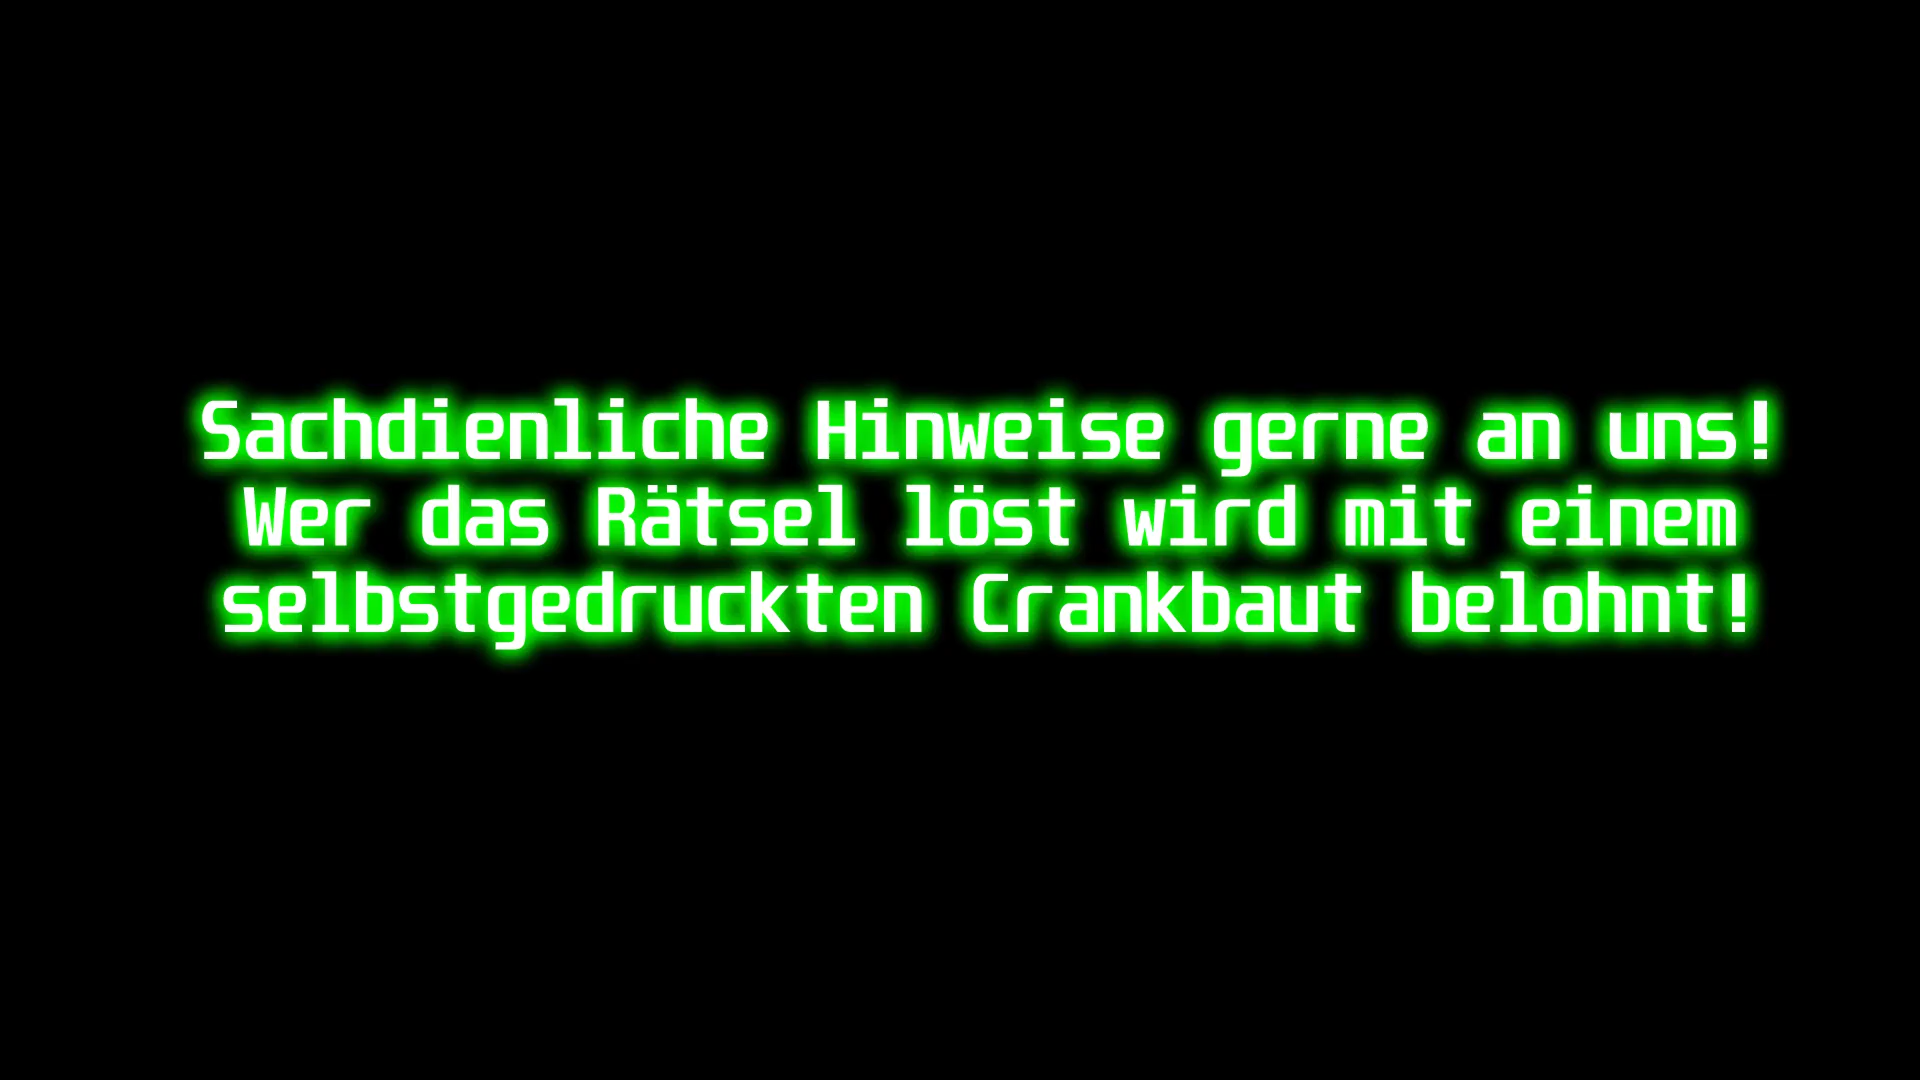 Sachdienliche Hinweise gerne an uns!
Wer das Rätsel löst wird mit einem
selbstgedruckten Crankbaut belohnt!